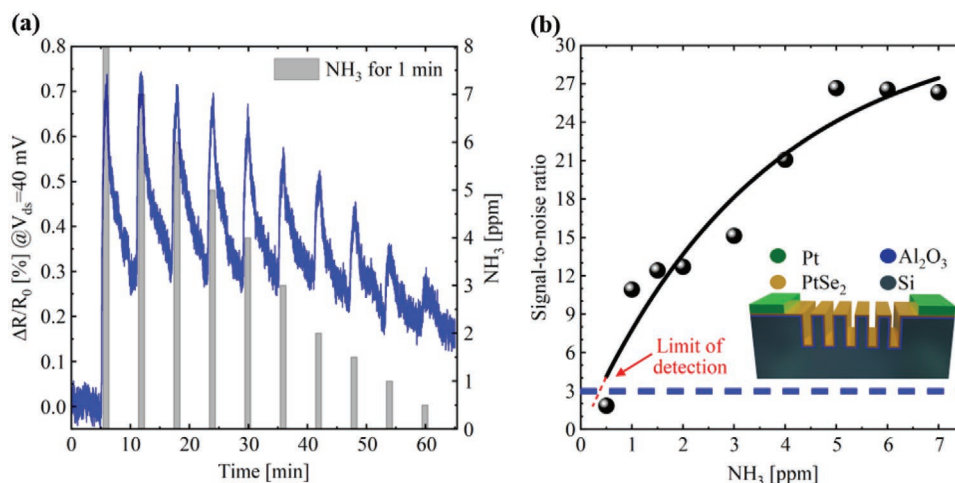 (a)
0.8
0.7
0.6
0.5
0.4
0.3
0.2
0.1
0.0
ΔR/R₀ [%] @V_ds=40 mV
NH₃ for 1 min
8
7
6
5
4
3
2
1
0
NH₃ [ppm]
0 10 20 30 40 50 60
Time [min]
(b)
30
27
24
21
18
15
12
9
6
3
0
Signal-to-noise ratio
Pt
Al₂O₃
PtSe₂
Si
Limit of
detection
0 1 2 3 4 5 6 7
NH₃ [ppm]